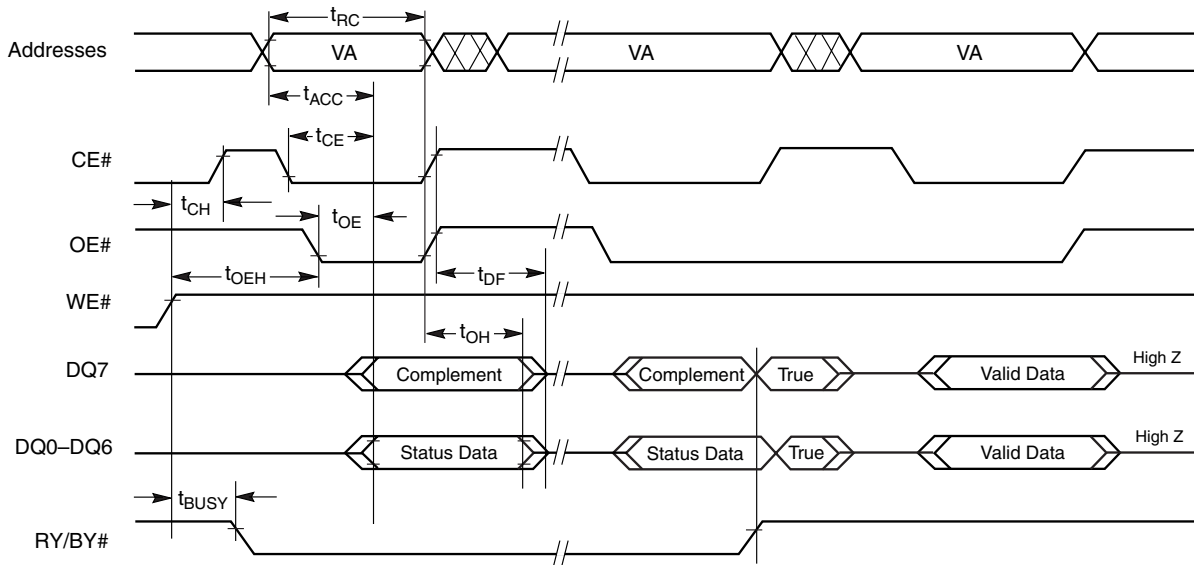 tRC
Addresses VA VA VA
tACC
tCE
CE#
tCH tOE
OE#
tOEH tDF
WE#
tOH
DQ7 Complement Complement True Valid Data High Z
DQ0–DQ6 Status Data Status Data True Valid Data High Z
tBUSY
RY/BY#